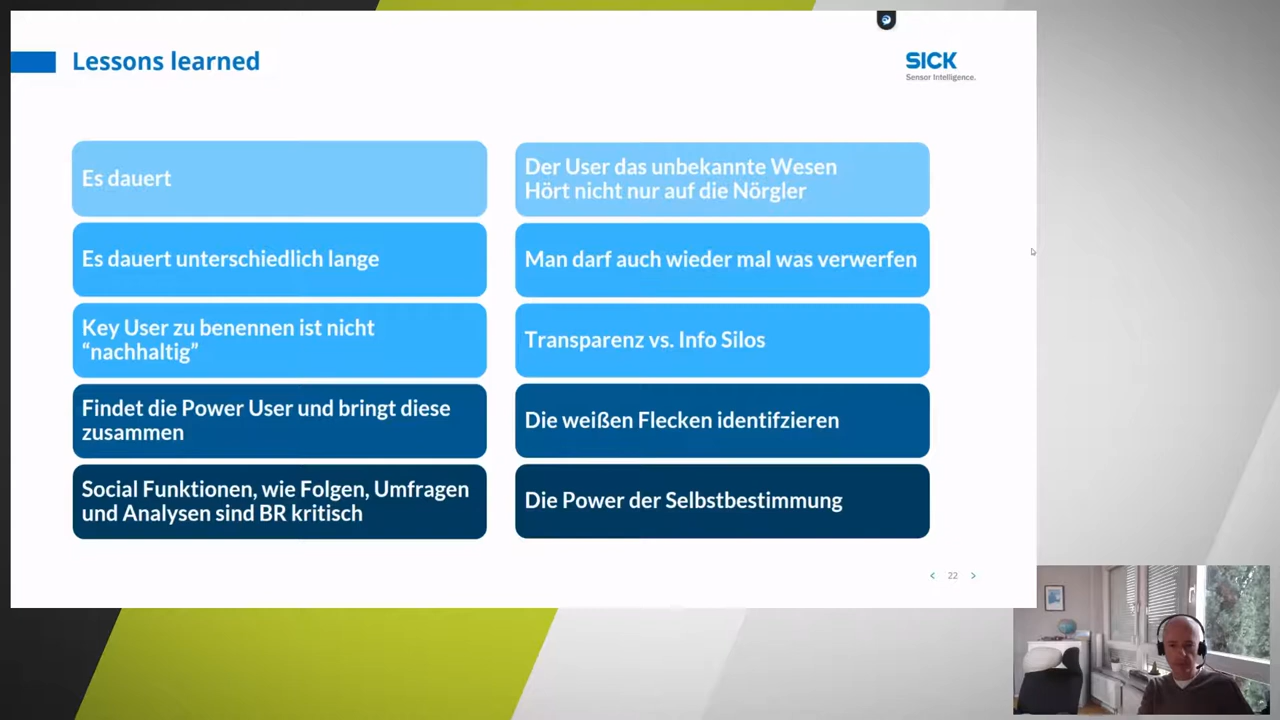 Lessons learned
SICK
Sensor Intelligence.
Es dauert
Es dauert unterschiedlich lange
Key User zu benennen ist nicht
“nachhaltig”
Findet die Power User und bringt diese
zusammen
Social Funktionen, wie Folgen, Umfragen
und Analysen sind BR kritisch
Der User das unbekannte Wesen
Hört nicht nur auf die Nörgler
Man darf auch wieder mal was verwerfen
Transparenz vs. Info Silos
Die weißen Flecken identifzieren
Die Power der Selbstbestimmung
< 22 >